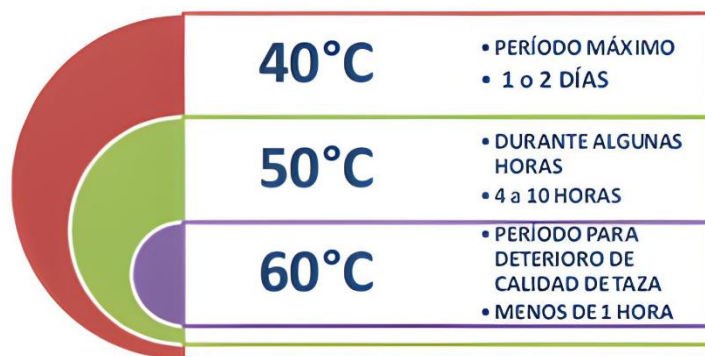 40°C
• PERÍODO MÁXIMO
• 1 o 2 DÍAS
50°C
• DURANTE ALGUNAS
HORAS
• 4 a 10 HORAS
60°C
• PERÍODO PARA
DETERIORO DE
CALIDAD DE TAZA
• MENOS DE 1 HORA